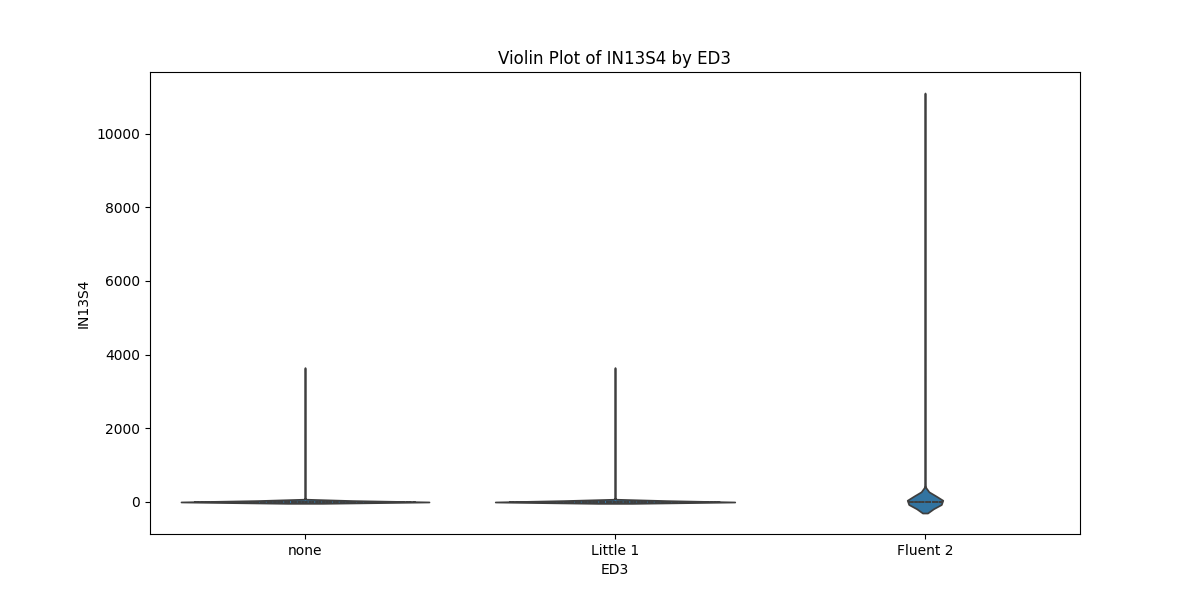 Violin Plot of IN13S4 by ED3
10000
8000
6000
4000
2000
0
IN13S4
none
Little 1
Fluent 2
ED3